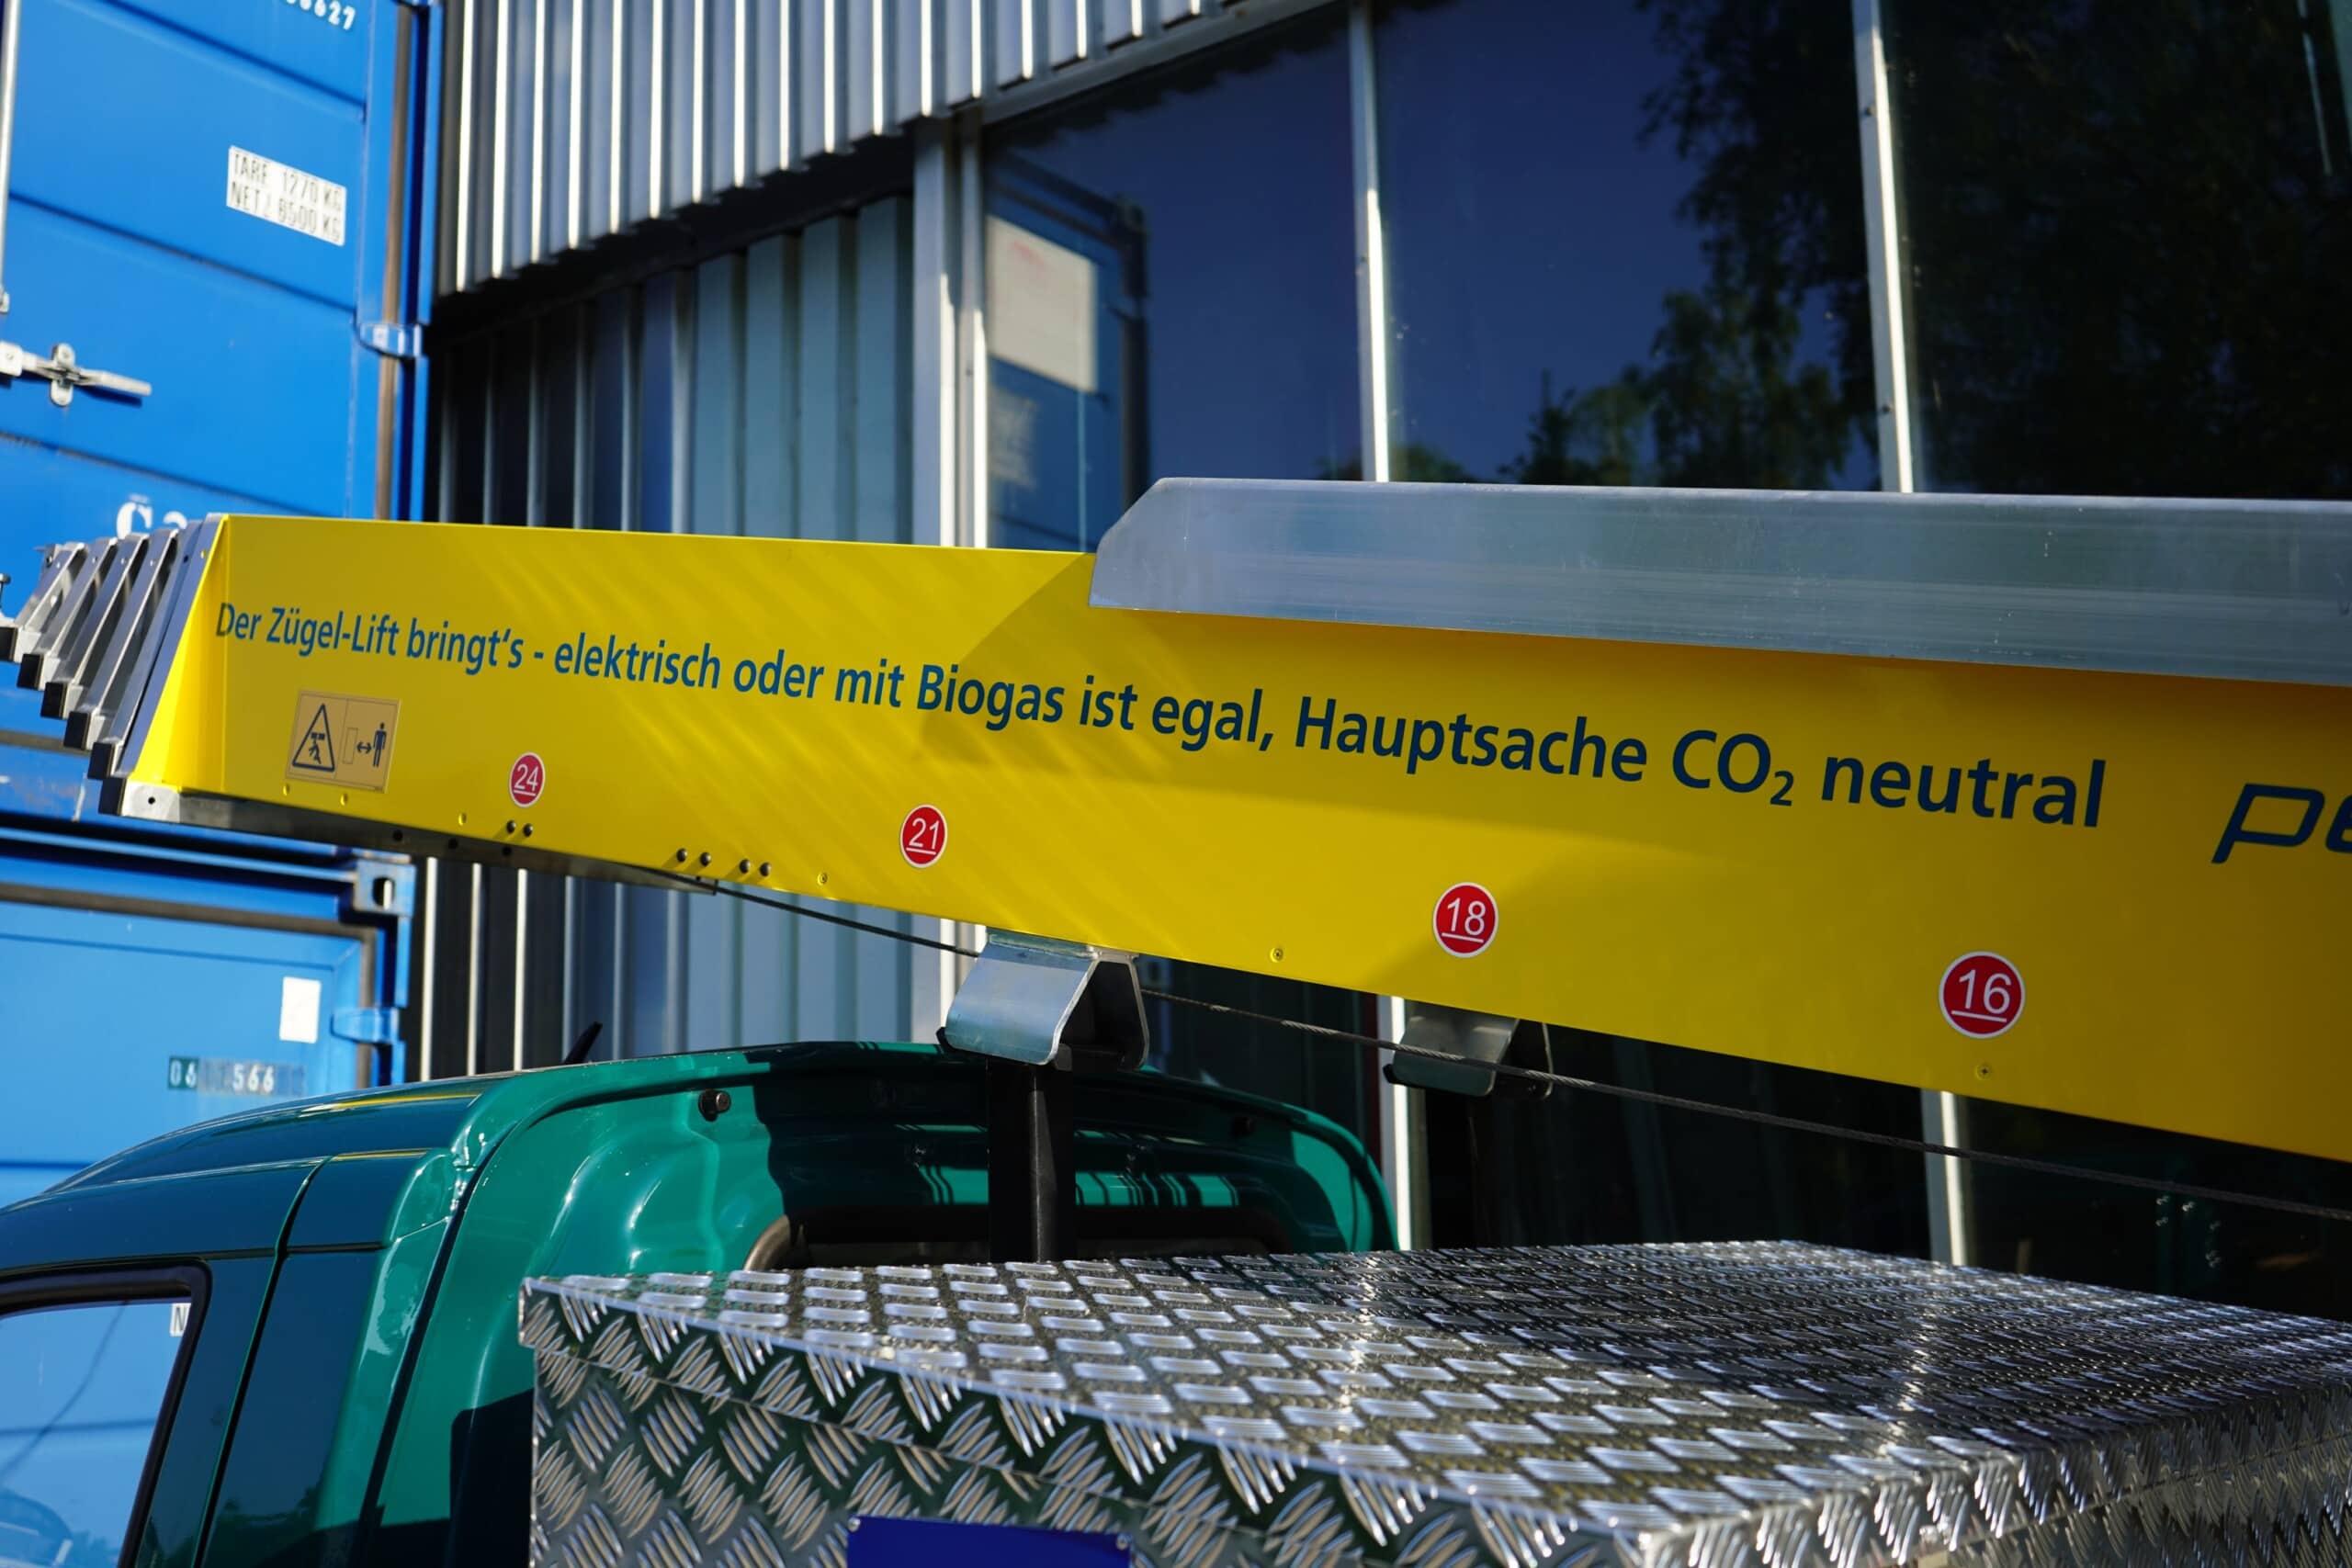 TARE 1270 KG
NET 8500 KG
Der Zügel-Lift bringt's - elektrisch oder mit Biogas ist egal, Hauptsache CO₂ neutral
24
21
18
16